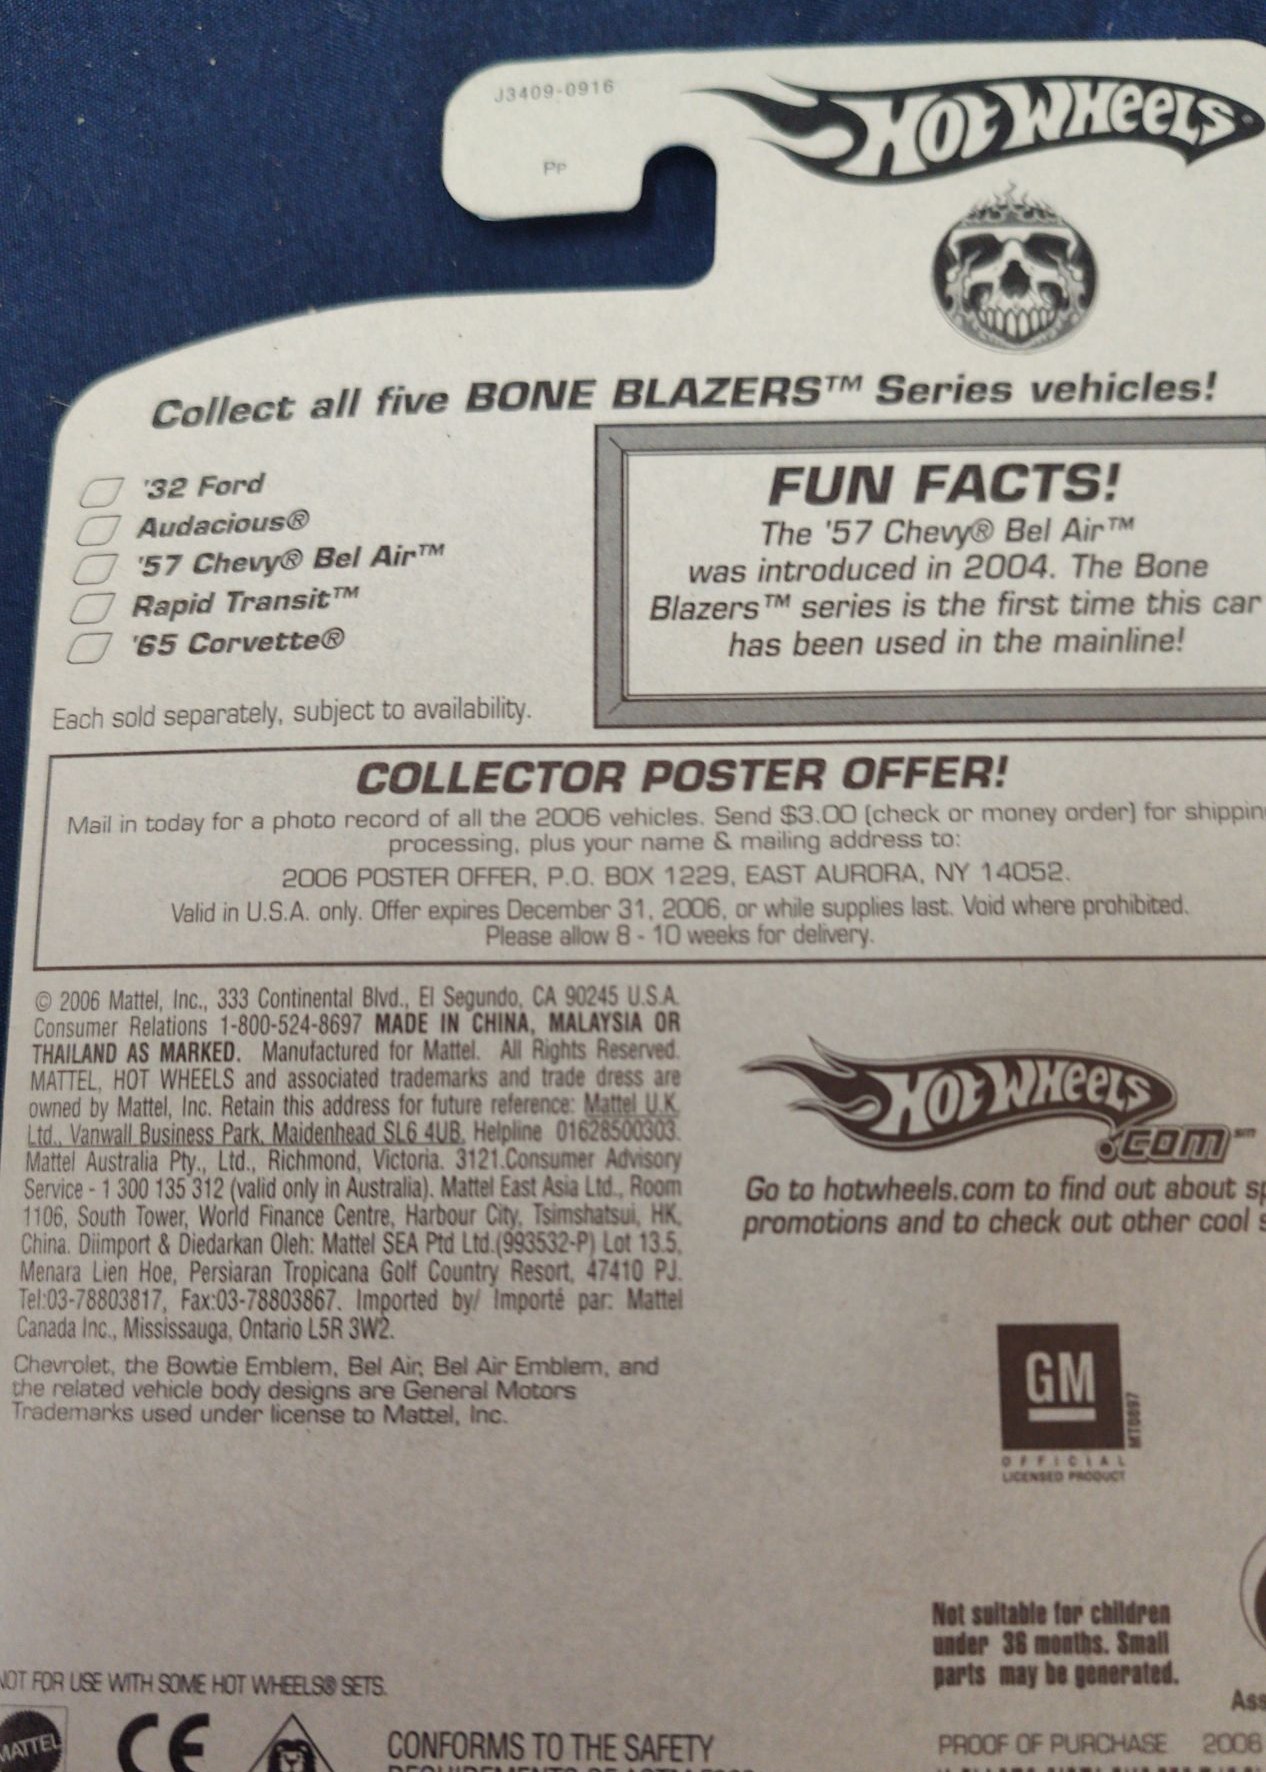 J3409-0916
HOT WHEELS
PP
Collect all five BONE BLAZERS™ Series vehicles!
'32 Ford
Audacious®
'57 Chevy® Bel Air™
Rapid Transit™
'65 Corvette®
Each sold separately, subject to availability.
FUN FACTS!
The '57 Chevy® Bel Air™
was introduced in 2004. The Bone
Blazers™ series is the first time this car
has been used in the mainline!
COLLECTOR POSTER OFFER!
Mail in today for a photo record of all the 2006 vehicles. Send $3.00 (check or money order) for
processing, plus your name & mailing address to:
2006 POSTER OFFER, P.O. BOX 1229, EAST AURORA, NY 14052.
Valid in U.S.A. only. Offer expires December 31, 2006, or while supplies last. Void where prohibited.
Please allow 8 - 10 weeks for delivery.
© 2006 Mattel, Inc., 333 Continental Blvd., El Segundo, CA 90245 U.S.A.
Consumer Relations 1-800-524-8697 MADE IN CHINA, MALAYSIA OR
THAILAND AS MARKED. Manufactured for Mattel. All Rights Reserved.
MATTEL, HOT WHEELS and associated trademarks and trade dress are
owned by Mattel, Inc. Retain this address for future reference: Mattel U.K.
Ltd., Vanwall Business Park, Maidenhead SL6 4UB. Helpline 01628500303.
Mattel Australia Pty., Ltd., Richmond, Victoria. 3121.Consumer Advisory
Service - 1 300 135 312 (valid only in Australia). Mattel East Asia Ltd., Room
1106, South Tower, World Finance Centre, Harbour City, Tsimshatsui, HK,
China. Diimport & Diedarkan Oleh: Mattel SEA Ptd Ltd.(993532-P) Lot 13.5,
Menara Lien Hoe, Persiaran Tropicana Golf Country Resort, 47410 PJ.
Tel:03-78803817, Fax:03-78803867. Imported by/ Importé par: Mattel
Canada Inc., Mississauga, Ontario L5R 3W2.
Chevrolet, the Bowtie Emblem, Bel Air, Bel Air Emblem, and
the related vehicle body designs are General Motors
Trademarks used under license to Mattel, Inc.
HOT WHEELS
.COM℠
Go to hotwheels.com to find out about
promotions and to check out other cool
GM
MT0897
OFFICIAL
LICENSED PRODUCT
Not suitable for children
under 36 months. Small
parts may be generated.
NOT FOR USE WITH SOME HOT WHEELS® SETS.
MATTEL
CE
CONFORMS TO THE SAFETY
PROOF OF PURCHASE 2006